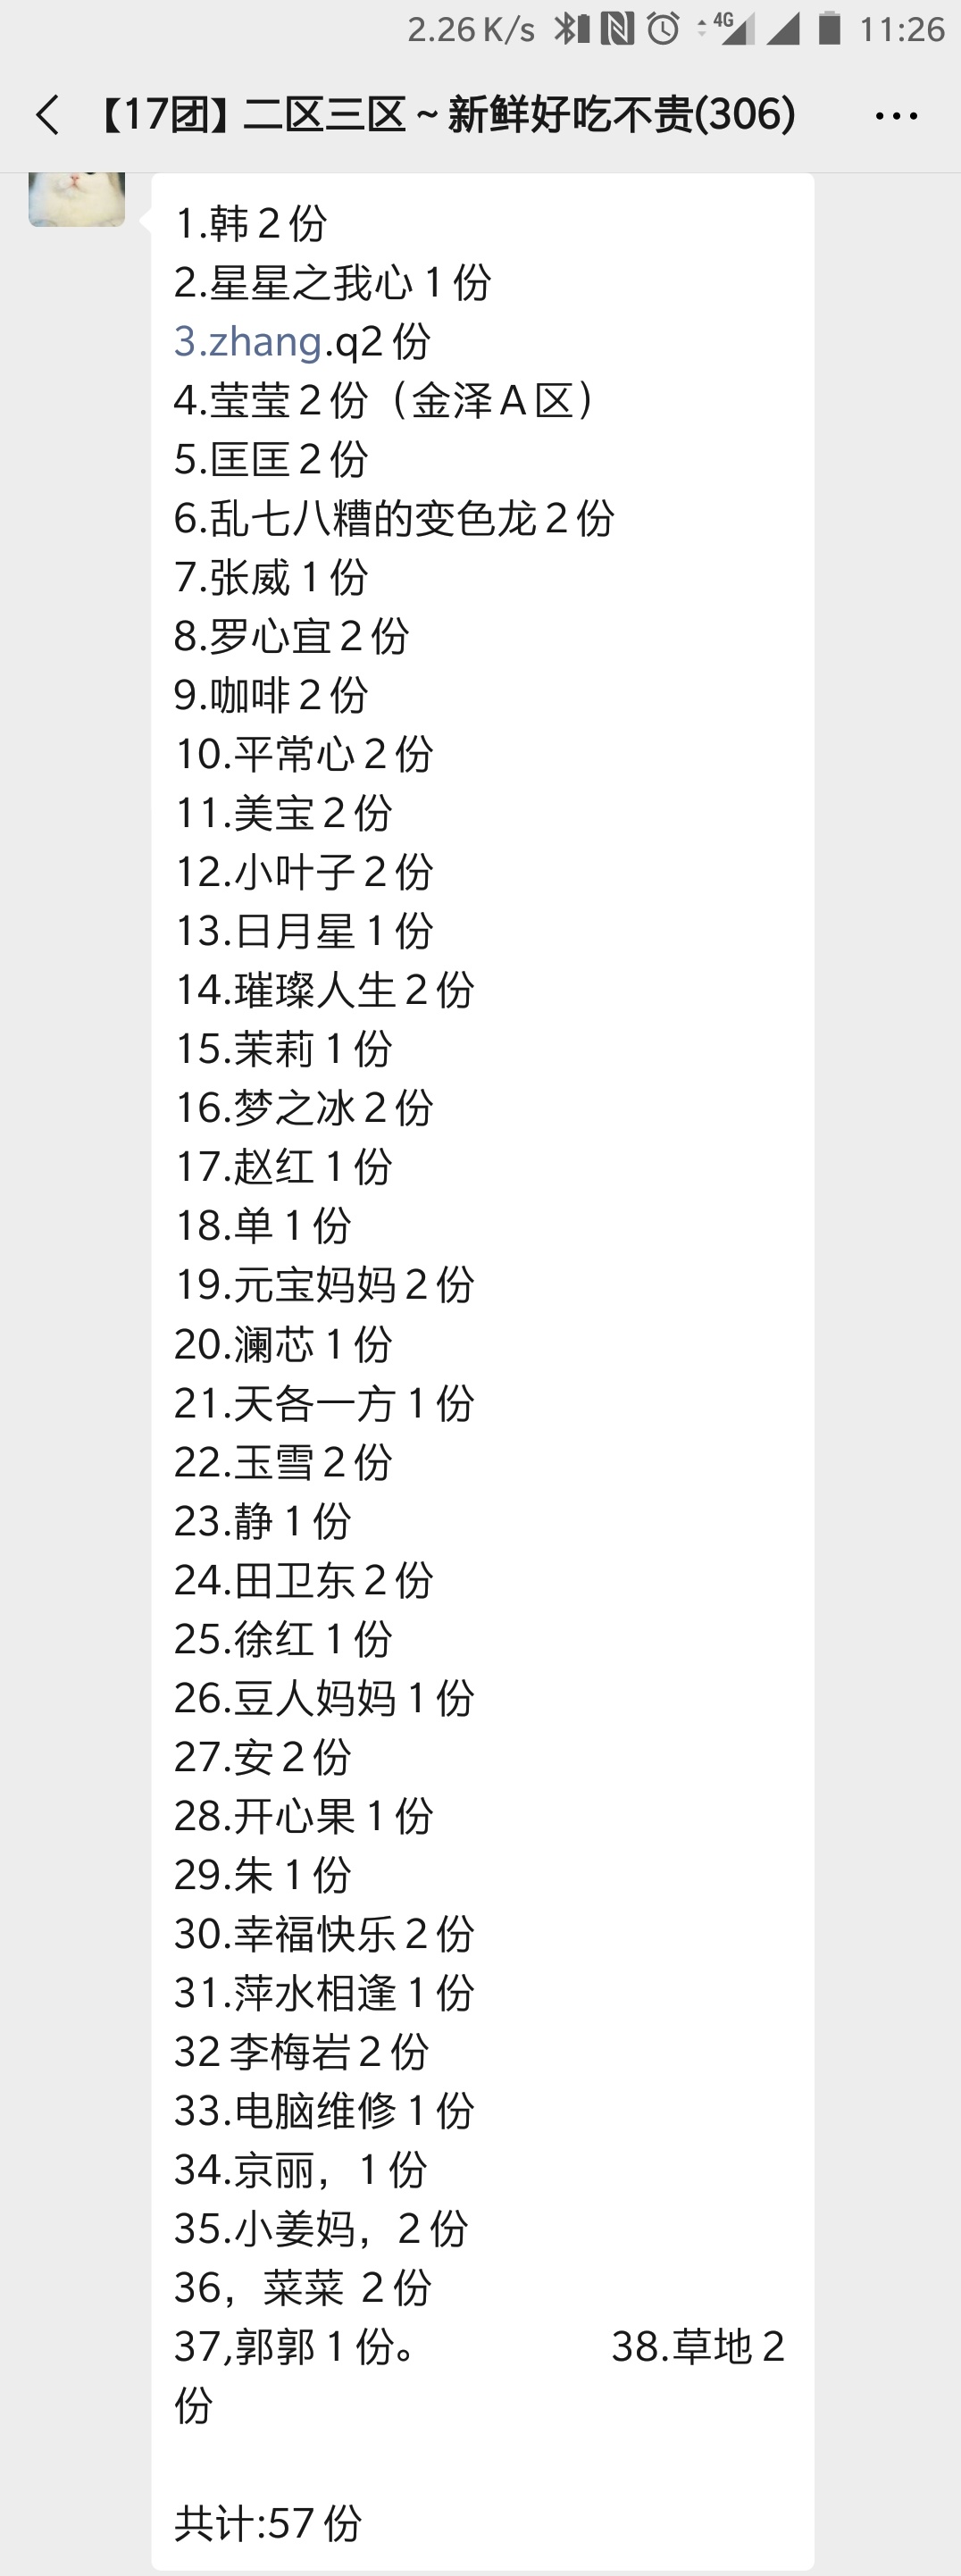 2.26 K/s 4G 11:26
【17团】二区三区 ~ 新鲜好吃不贵(306)
1.韩2份
2.星星之我心1份
3.zhang.q2份
4.莹莹2份（金泽A区）
5.匡匡2份
6.乱七八糟的变色龙2份
7.张威1份
8.罗心宜2份
9.咖啡2份
10.平常心2份
11.美宝2份
12.小叶子2份
13.日月星1份
14.璀璨人生2份
15.茉莉1份
16.梦之冰2份
17.赵红1份
18.单1份
19.元宝妈妈2份
20.澜芯1份
21.天各一方1份
22.玉雪2份
23.静1份
24.田卫东2份
25.徐红1份
26.豆人妈妈1份
27.安2份
28.开心果1份
29.朱1份
30.幸福快乐2份
31.萍水相逢1份
32李梅岩2份
33.电脑维修1份
34.京丽，1份
35.小姜妈，2份
36，菜菜 2份
37,郭郭1份。 38.草地2
份
共计:57份